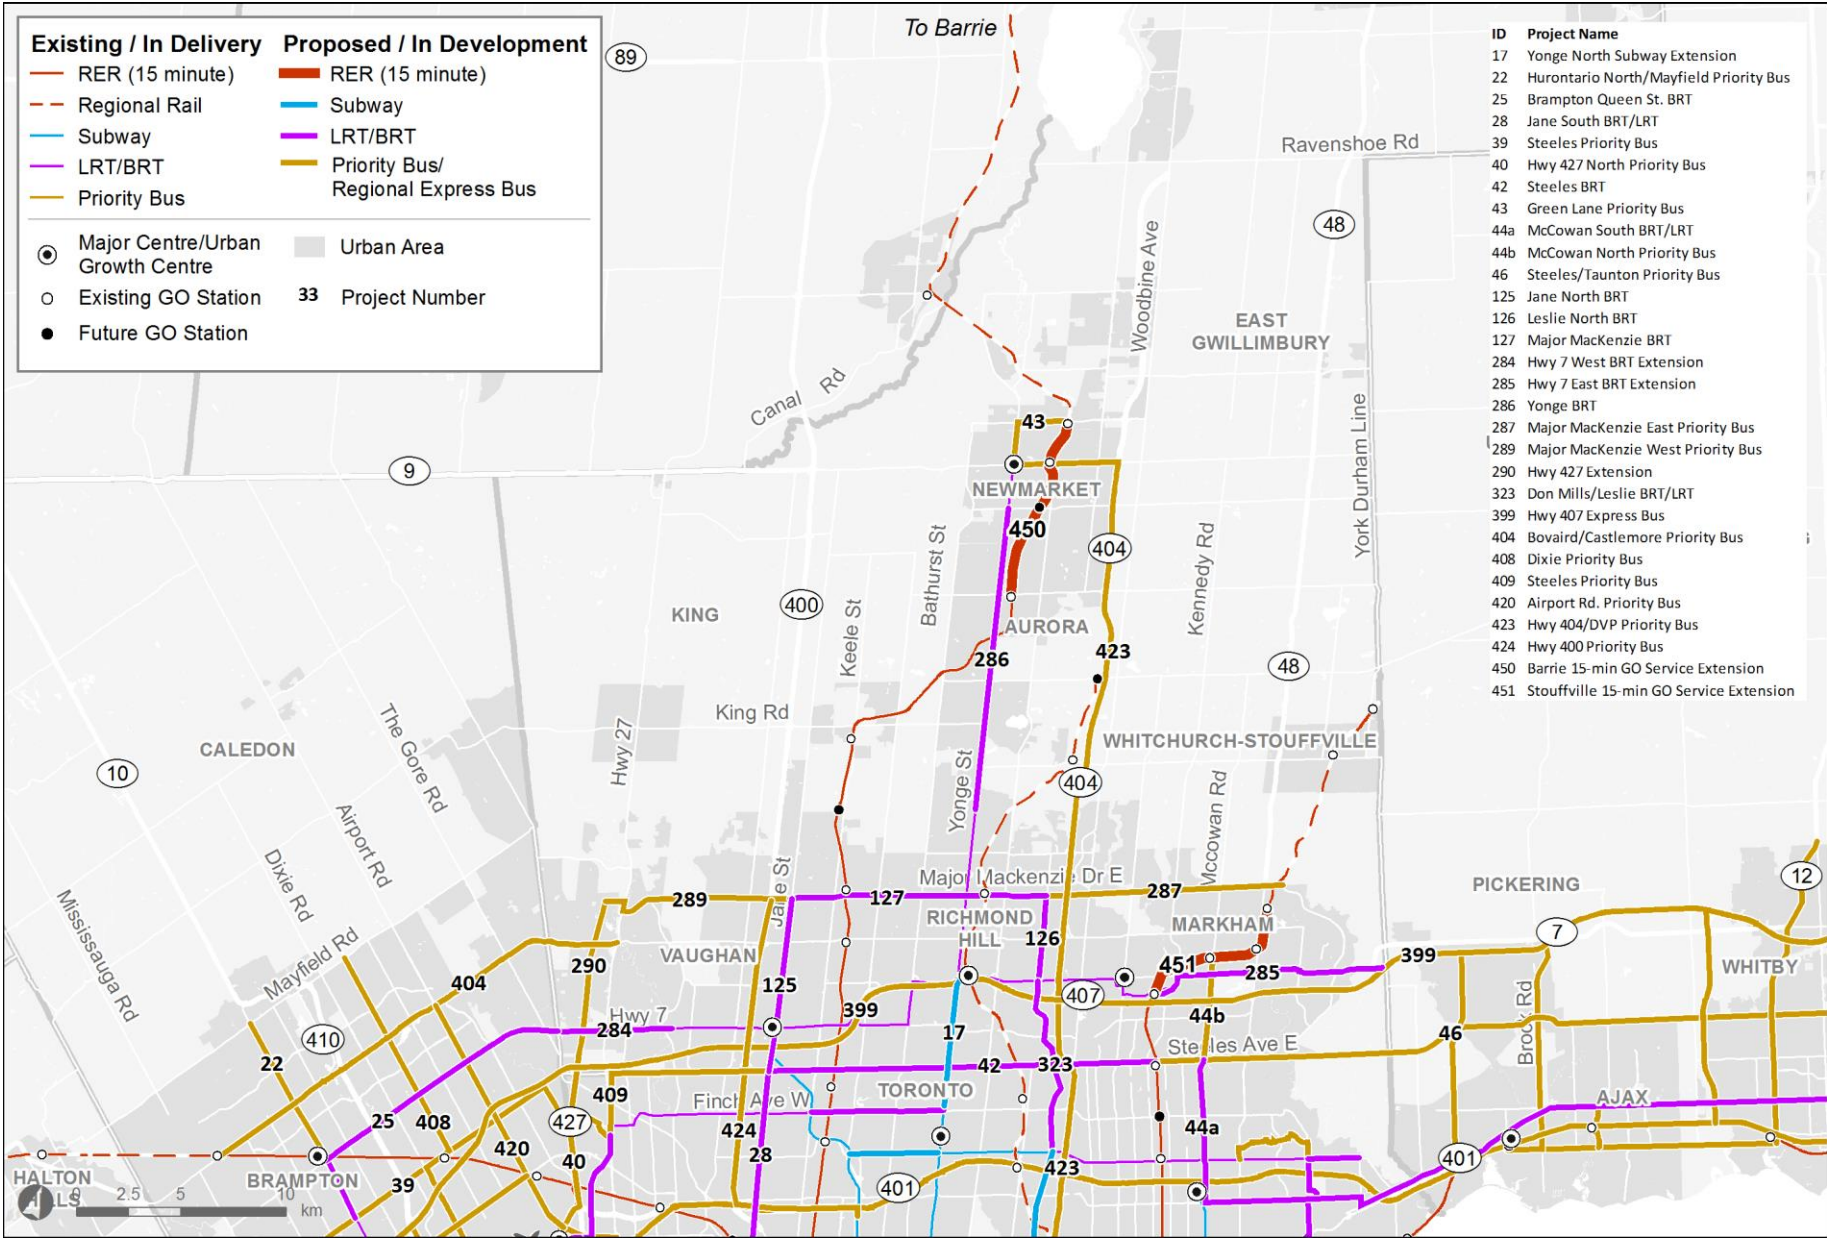 Existing / In Delivery
RER (15 minute)
Regional Rail
Subway
LRT/BRT
Priority Bus
Proposed / In Development
RER (15 minute)
Subway
LRT/BRT
Priority Bus/
Regional Express Bus
Major Centre/Urban
Growth Centre
Existing GO Station
Future GO Station
Urban Area
33 Project Number
ID Project Name
17 Yonge North Subway Extension
22 Hurontario North/Mayfield Priority Bus
25 Brampton Queen St. BRT
28 Jane South BRT/LRT
39 Steeles Priority Bus
40 Hwy 427 North Priority Bus
42 Steeles BRT
43 Green Lane Priority Bus
44a McCowan South BRT/LRT
44b McCowan North Priority Bus
46 Steeles/Taunton Priority Bus
125 Jane North BRT
126 Leslie North BRT
127 Major MacKenzie BRT
284 Hwy 7 West BRT Extension
285 Hwy 7 East BRT Extension
286 Yonge BRT
287 Major MacKenzie East Priority Bus
289 Major MacKenzie West Priority Bus
290 Hwy 427 Extension
323 Don Mills/Leslie BRT/LRT
399 Hwy 407 Express Bus
404 Bovaird/Castlemore Priority Bus
408 Dixie Priority Bus
409 Steeles Priority Bus
420 Airport Rd. Priority Bus
423 Hwy 404/DVP Priority Bus
424 Hwy 400 Priority Bus
450 Barrie 15-min GO Service Extension
451 Stouffville 15-min GO Service Extension
To Barrie
89
Ravenshoe Rd
48
Woodbine Ave
EAST
GWILLIMBURY
Canal Rd
York Durham Line
43
9
NEWMARKET
450
404
Bathurst St
Kennedy Rd
400
KING
Keele St
AURORA
286
423
48
King Rd
The Gore Rd
Hwy 27
CALEDON
WHITCHURCH-STOUFFVILLE
10
404
Yonge St
Airport Rd
Mccowan Rd
Dixie Rd
Jane St
Major Mackenzie Dr E
287
PICKERING
12
289
127
Mississauga Rd
RICHMOND
HILL
MARKHAM
126
7
Mayfield Rd
VAUGHAN
399
290
451
285
WHITBY
404
125
407
399
Hwy 7
284
44b
Brock Rd
410
17
46
Steeles Ave E
22
42
323
409
TORONTO
Finch Ave W
AJAX
25
408
427
424
44a
420
40
28
423
401
HALTON
HILLS
BRAMPTON
39
401
0 2.5 5 10
km